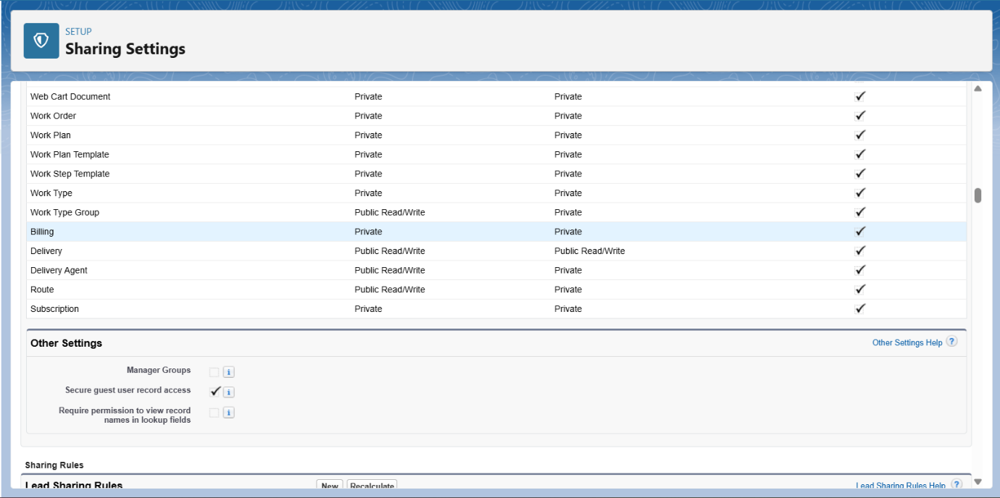 SETUP
Sharing Settings
Web Cart Document Private Private
Work Order Private Private
Work Plan Private Private
Work Plan Template Private Private
Work Step Template Private Private
Work Type Private Private
Work Type Group Public Read/Write Private
Billing Private Private
Delivery Public Read/Write Public Read/Write
Delivery Agent Public Read/Write Private
Route Public Read/Write Private
Subscription Private Private
Other Settings Other Settings Help ?
Manager Groups i
Secure guest user record access i
Require permission to view record
names in lookup fields i
Sharing Rules
Lead Sharing Rules New Recalculate Lead Sharing Rules Help ?